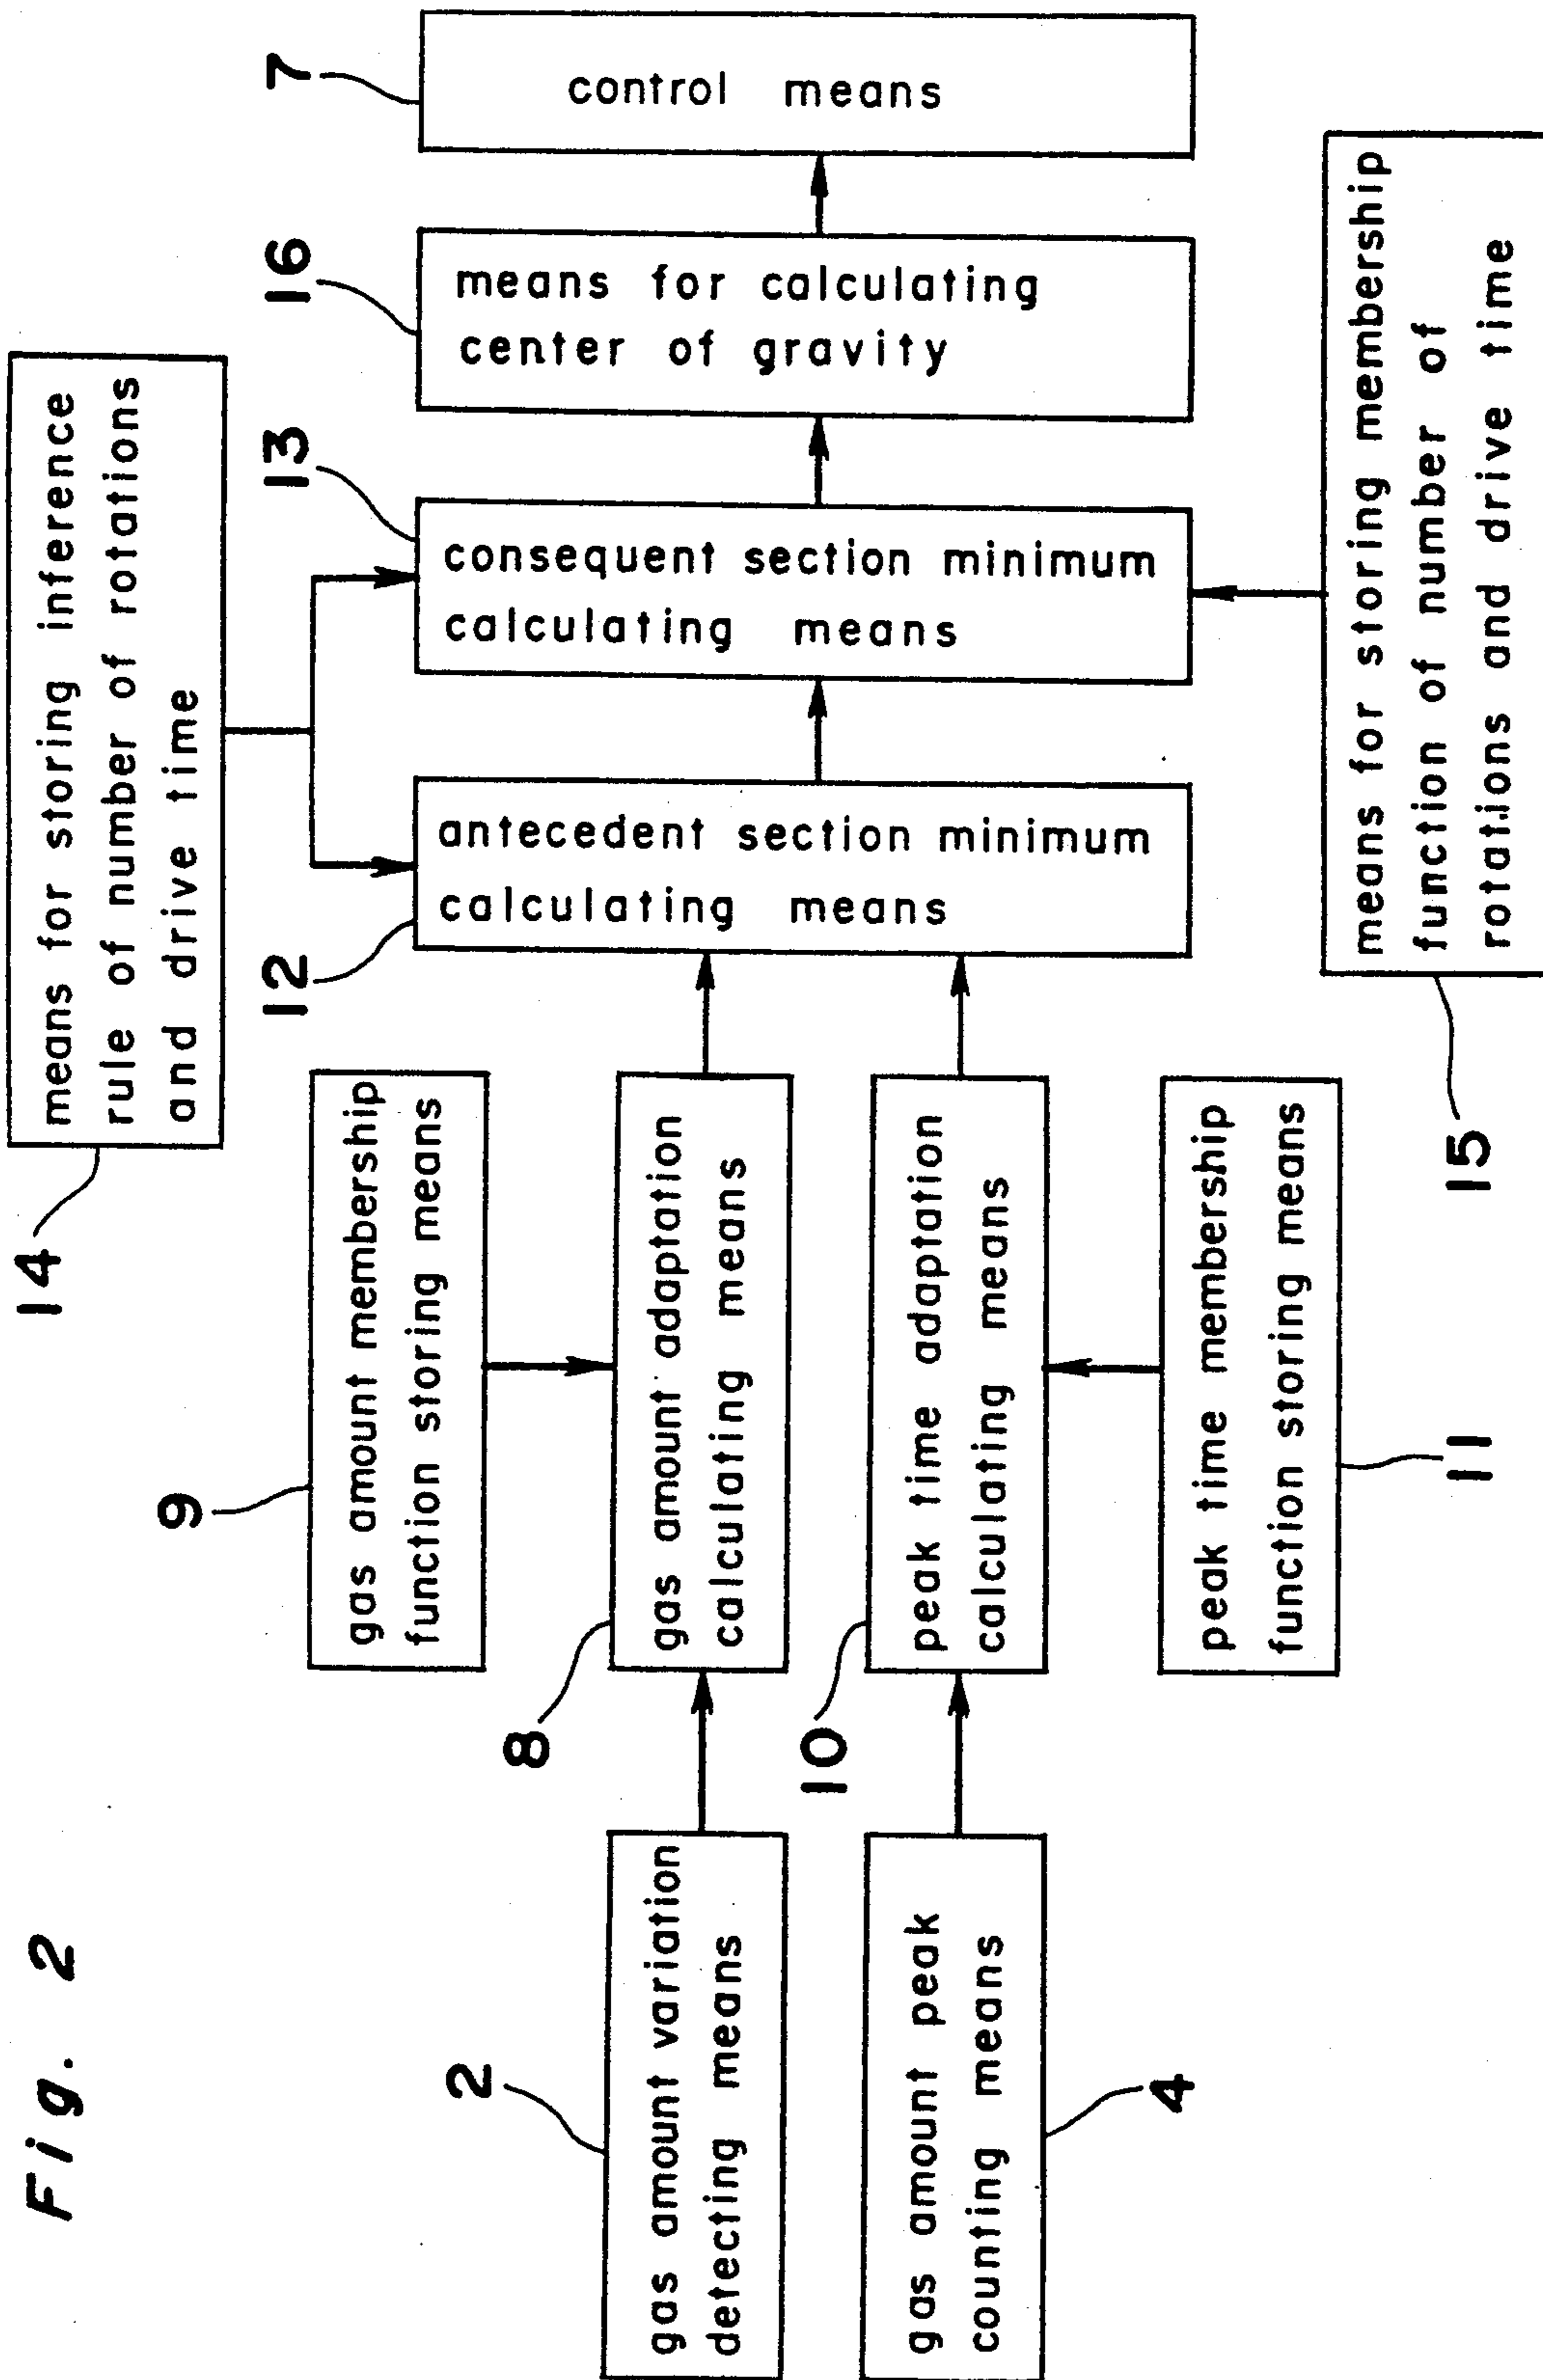 Fig. 2
14
means for storing inference
rule of number of rotations
and drive time
9
gas amount membership
function storing means
12
13
16
7
2
gas amount variation
detecting means
8
gas amount adaptation
calculating means
antecedent section minimum
calculating means
consequent section minimum
calculating means
means for calculating
center of gravity
control means
gas amount peak
counting means
4
10
peak time adaptation
calculating means
peak time membership
function storing means
11
means for storing membership
function of number of
rotations and drive time
15